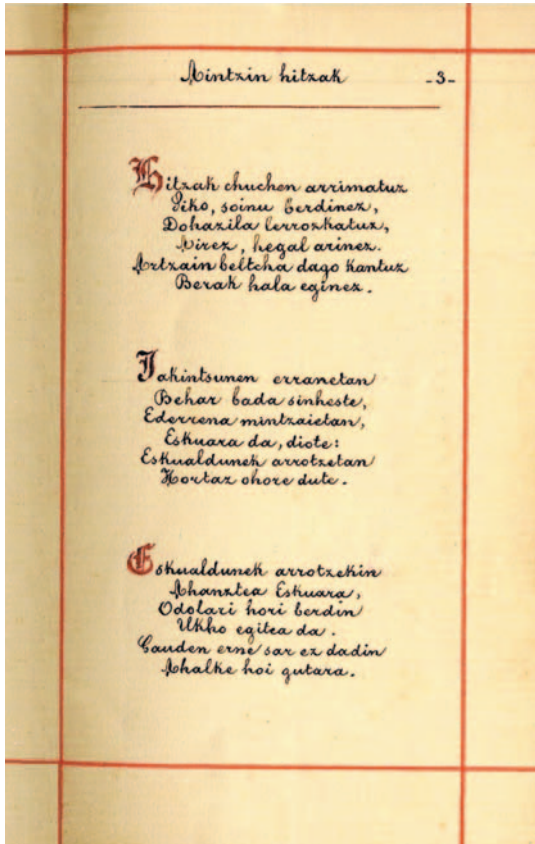 Aintzin hitzak -3-
Hitzak chuchen arrimatuz
soinu berdinez,
Dohazila lerrozkatuz,
Airez, hegal arinez.
Artzain beltcha dago kantuz
Berak hala eginez.
Jakintsunen erranetan
Behar bada sinheste,
Ederrena mintzaietan,
Eskuara da, diote:
Eskualdunek arrotzetan
Hortaz ohore dute.
Eskualdunek arrotzekin
Ahanztea Eskuara,
Odolari hori berdin
Ukho egitea da.
Gauden erne sar ez dadin
Ahalke hoi gutara.